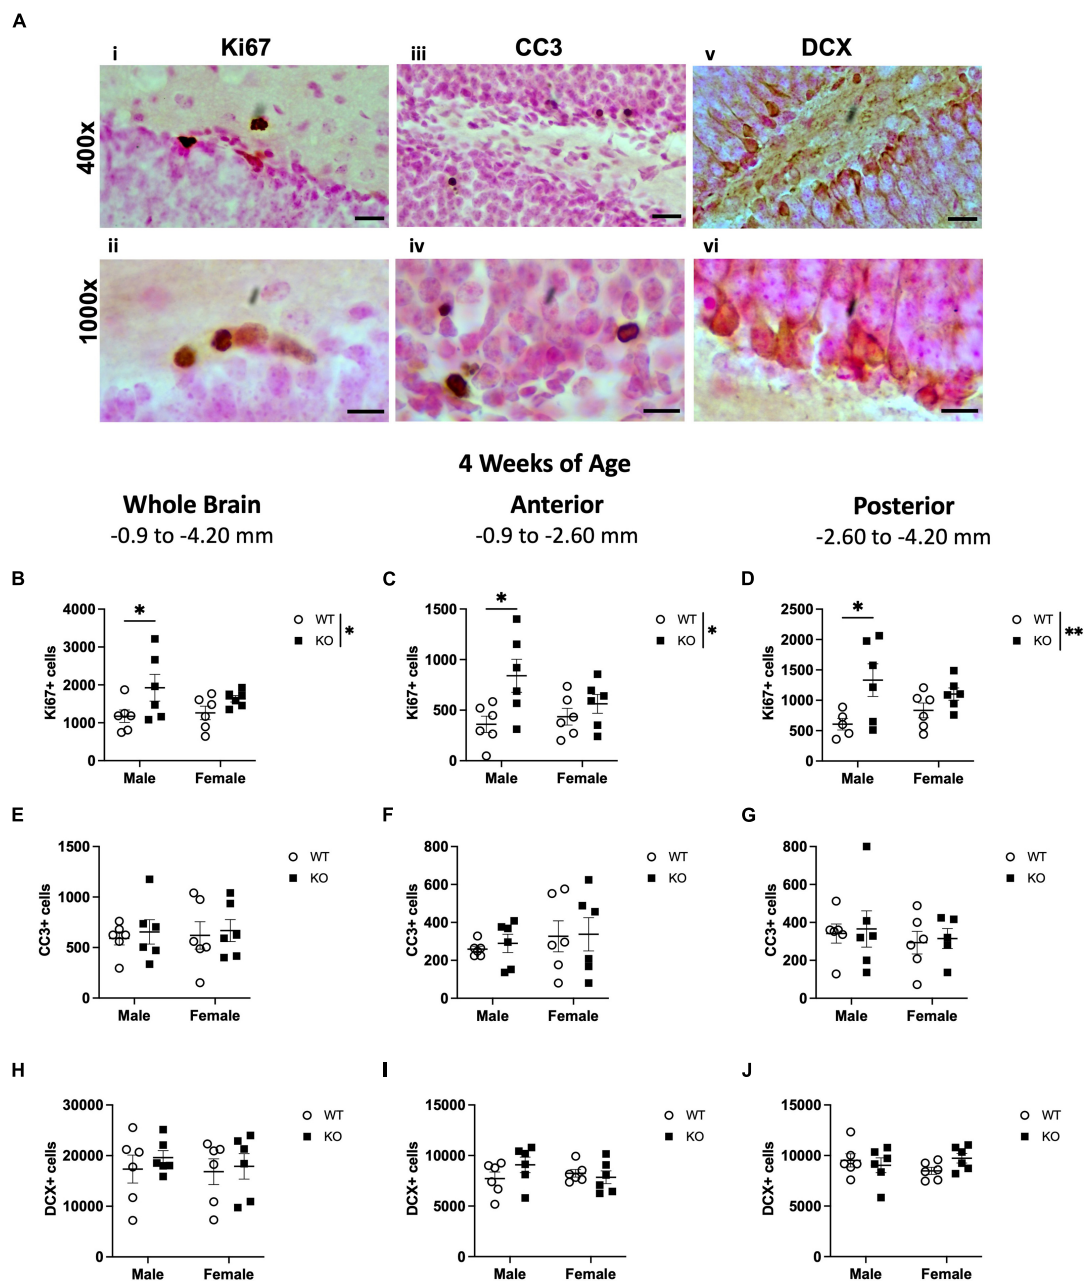 A
i Ki67 iii CC3 v DCX
400x
ii iv vi
1000x
4 Weeks of Age
Whole Brain Anterior Posterior
-0.9 to -4.20 mm -0.9 to -2.60 mm -2.60 to -4.20 mm
B
Ki67+ cells
4000
3000
2000
1000
0
*
Male Female
WT
KO
*
C
Ki67+ cells
1500
1000
500
0
*
Male Female
WT
KO
*
D
Ki67+ cells
2500
2000
1500
1000
500
0
*
Male Female
WT
KO
**
E
CC3+ cells
1500
1000
500
0
Male Female
WT
KO
F
CC3+ cells
800
600
400
200
0
Male Female
WT
KO
G
CC3+ cells
800
600
400
200
0
Male Female
WT
KO
H
DCX+ cells
30000
20000
10000
0
Male Female
WT
KO
I
DCX+ cells
15000
10000
5000
0
Male Female
WT
KO
J
DCX+ cells
15000
10000
5000
0
Male Female
WT
KO